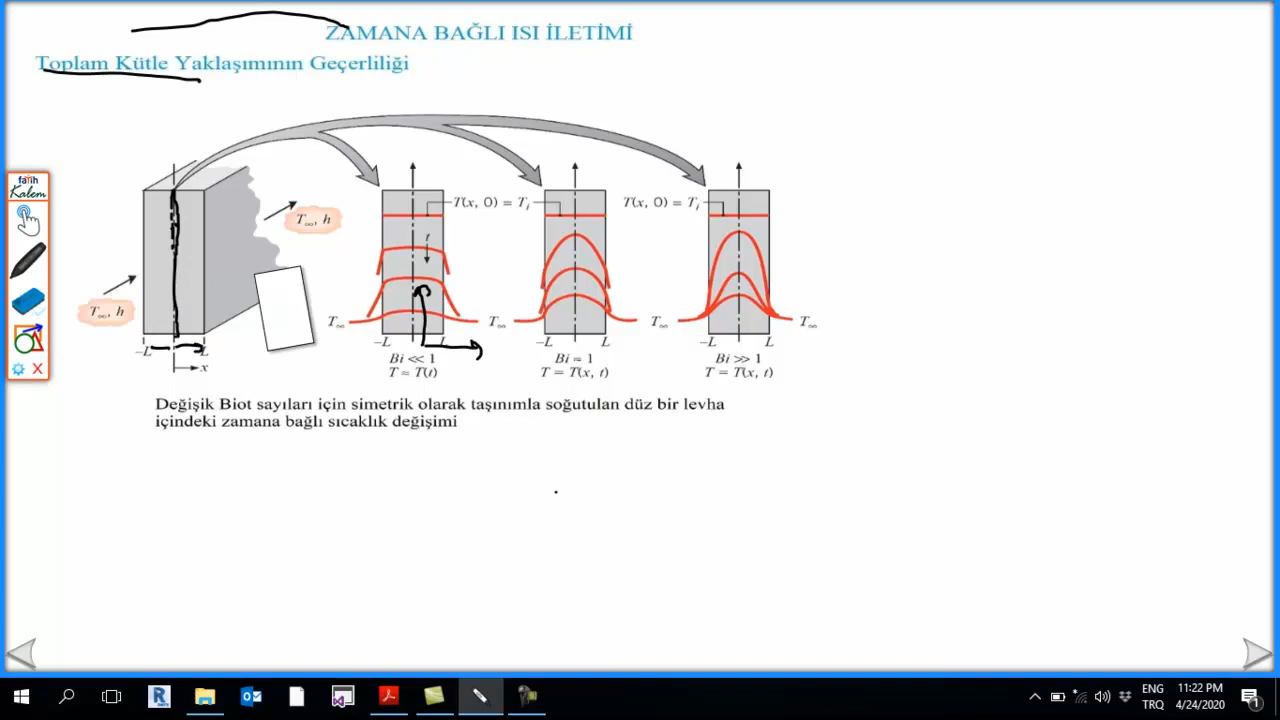 ZAMANA BAĞLI ISI İLETİMİ
Toplam Kütle Yaklaşımının Geçerliliği
fatih
Kalem
T∞, h
T∞, h
–L
L
x
T(x, 0) = Ti
T(x, 0) = Ti
t
T∞
T∞
T∞
T∞
–L
L
–L
L
–L
L
Bi ≪ 1
T ≈ T(t)
Bi ≈ 1
T = T(x, t)
Bi ≫ 1
T = T(x, t)
Değişik Biot sayıları için simetrik olarak taşınımla soğutulan düz bir levha
içindeki zamana bağlı sıcaklık değişimi
ENG
TRQ
11:22 PM
4/24/2020
1